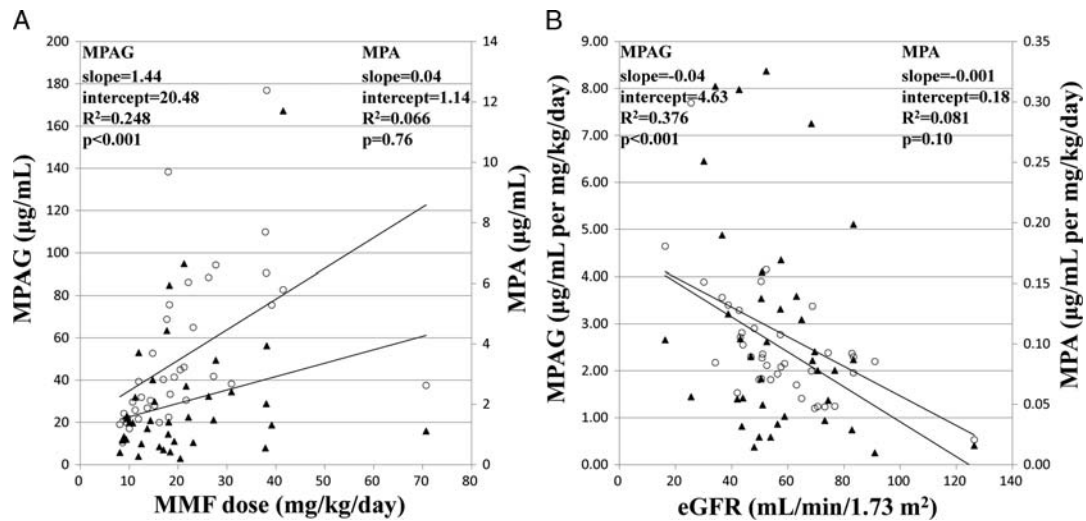 A
MPAG
slope=1.44
intercept=20.48
R²=0.248
p<0.001
MPA
slope=0.04
intercept=1.14
R²=0.066
p=0.76
MPAG (µg/mL)
200
180
160
140
120
100
80
60
40
20
0
MPA (µg/mL)
14
12
10
8
6
4
2
0
0 10 20 30 40 50 60 70 80
MMF dose (mg/kg/day)
B
MPAG
slope=-0.04
intercept=4.63
R²=0.376
p<0.001
MPA
slope=-0.001
intercept=0.18
R²=0.081
p=0.10
MPAG (µg/mL per mg/kg/day)
9.00
8.00
7.00
6.00
5.00
4.00
3.00
2.00
1.00
0.00
MPA (µg/mL per mg/kg/day)
0.35
0.30
0.25
0.20
0.15
0.10
0.05
0.00
0 20 40 60 80 100 120 140
eGFR (mL/min/1.73 m²)